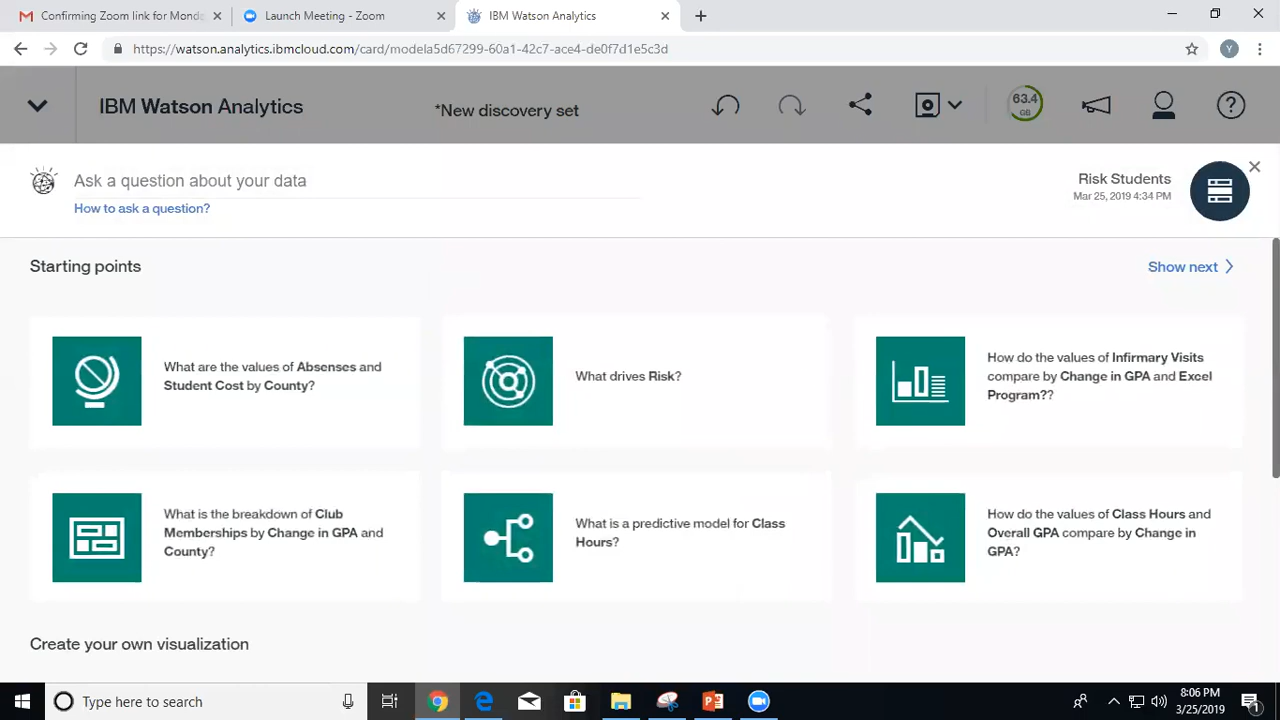 Confirming Zoom link for Monda
Launch Meeting - Zoom
IBM Watson Analytics
https://watson.analytics.ibmcloud.com/card/modela5d67299-60a1-42c7-ace4-de0f7d1e5c3d
Y
IBM Watson Analytics
*New discovery set
63.4
GB
Ask a question about your data
How to ask a question?
Risk Students
Mar 25, 2019 4:34 PM
Starting points
Show next
What are the values of Absenses and
Student Cost by County?
What drives Risk?
How do the values of Infirmary Visits
compare by Change in GPA and Excel
Program??
What is the breakdown of Club
Memberships by Change in GPA and
County?
What is a predictive model for Class
Hours?
How do the values of Class Hours and
Overall GPA compare by Change in
GPA?
Create your own visualization
Type here to search
8:06 PM
3/25/2019
1